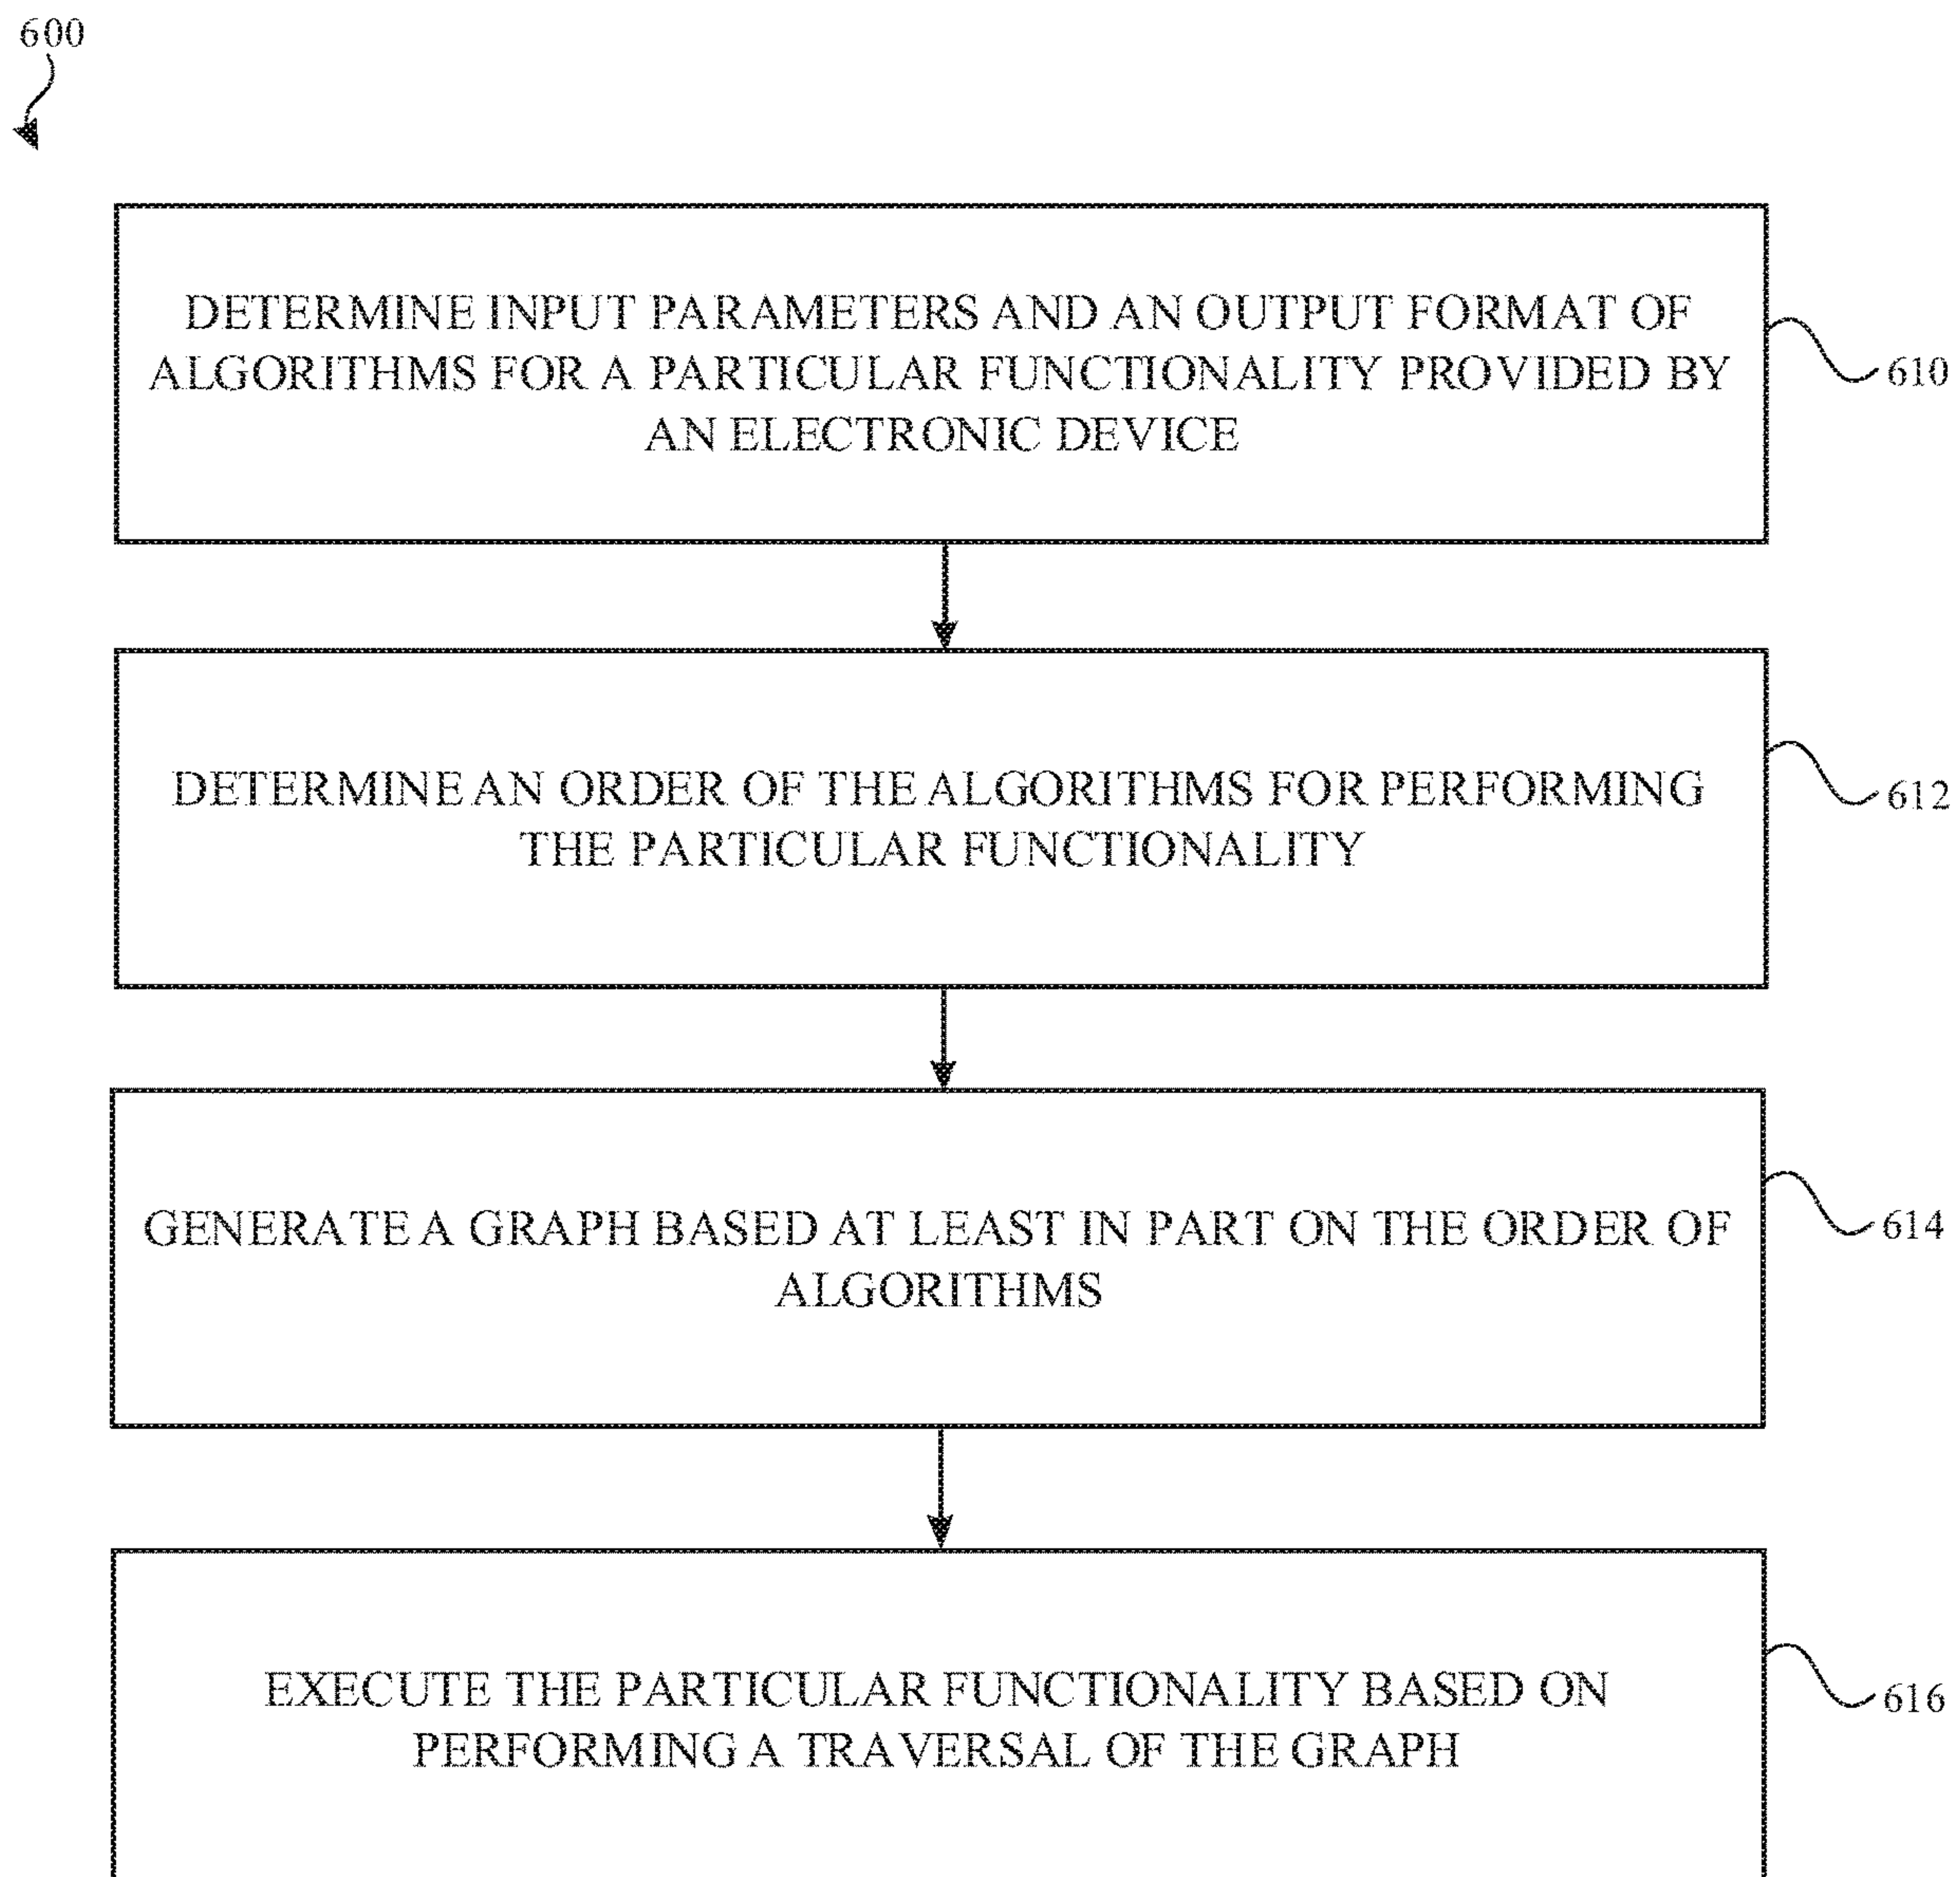 600
DETERMINE INPUT PARAMETERS AND AN OUTPUT FORMAT OF
ALGORITHMS FOR A PARTICULAR FUNCTIONALITY PROVIDED BY
AN ELECTRONIC DEVICE
610
DETERMINE AN ORDER OF THE ALGORITHMS FOR PERFORMING
THE PARTICULAR FUNCTIONALITY
612
GENERATE A GRAPH BASED AT LEAST IN PART ON THE ORDER OF
ALGORITHMS
614
EXECUTE THE PARTICULAR FUNCTIONALITY BASED ON
PERFORMING A TRAVERSAL OF THE GRAPH
616